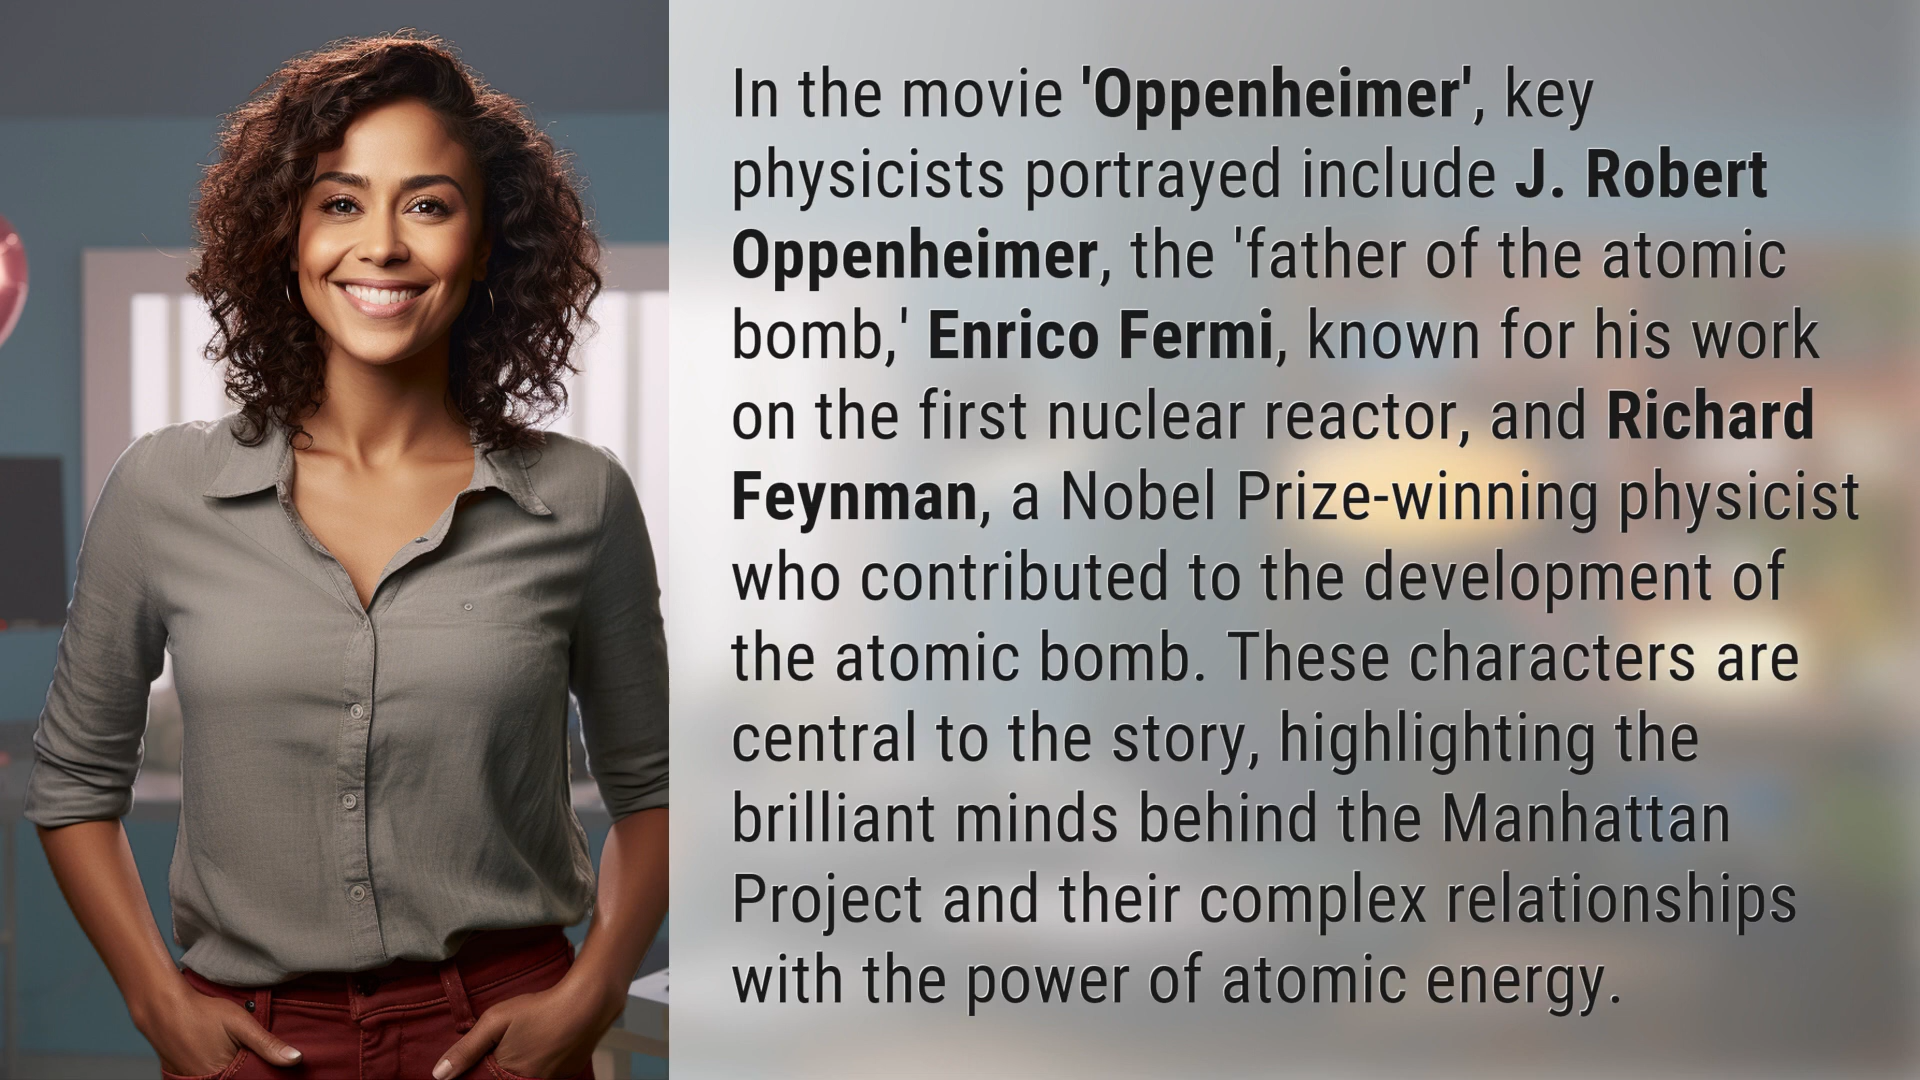 In the movie 'Oppenheimer', key
physicists portrayed include J. Robert
Oppenheimer, the 'father of the atomic
bomb,' Enrico Fermi, known for his work
on the first nuclear reactor, and Richard
Feynman, a Nobel Prize-winning physicist
who contributed to the development of
the atomic bomb. These characters are
central to the story, highlighting the
brilliant minds behind the Manhattan
Project and their complex relationships
with the power of atomic energy.